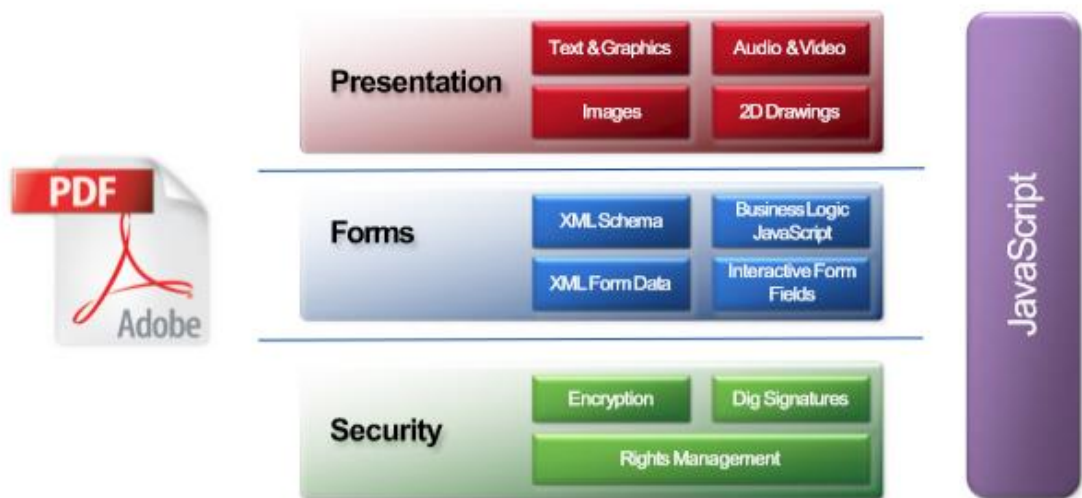 PDF
Adobe
Presentation
Text & Graphics
Audio & Video
Images
2D Drawings
Forms
XML Schema
Business Logic
JavaScript
XML Form Data
Interactive Form
Fields
Security
Encryption
Dig Signatures
Rights Management
JavaScript